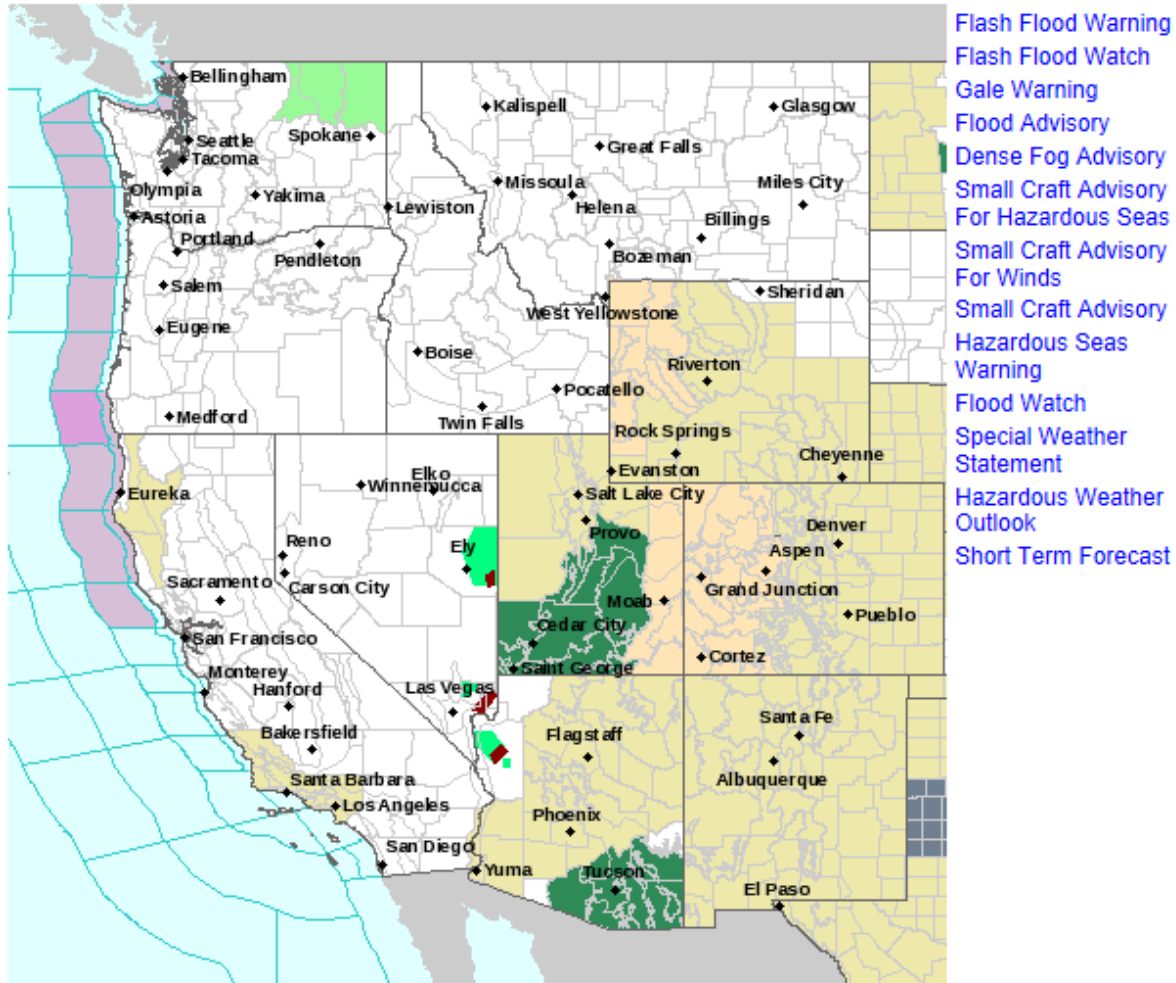 Bellingham
Kalispell
Glasgow
Seattle
Spokane
Great Falls
Tacoma
Olympia
Yakima
Missoula
Miles City
Astoria
Lewiston
Helena
Billings
Portland
Pendleton
Bozeman
Salem
Sheridan
West Yellowstone
Eugene
Boise
Riverton
Pocatello
Medford
Twin Falls
Rock Springs
Cheyenne
Evanston
Elko
Winnemucca
Eureka
Salt Lake City
Provo
Denver
Reno
Ely
Aspen
Carson City
Sacramento
Moab
Grand Junction
Pueblo
Cedar City
San Francisco
Saint George
Cortez
Monterey
Hanford
Las Vegas
Santa Fe
Bakersfield
Flagstaff
Albuquerque
Santa Barbara
Los Angeles
Phoenix
San Diego
Yuma
Tucson
El Paso
Flash Flood Warning
Flash Flood Watch
Gale Warning
Flood Advisory
Dense Fog Advisory
Small Craft Advisory
For Hazardous Seas
Small Craft Advisory
For Winds
Small Craft Advisory
Hazardous Seas
Warning
Flood Watch
Special Weather
Statement
Hazardous Weather
Outlook
Short Term Forecast